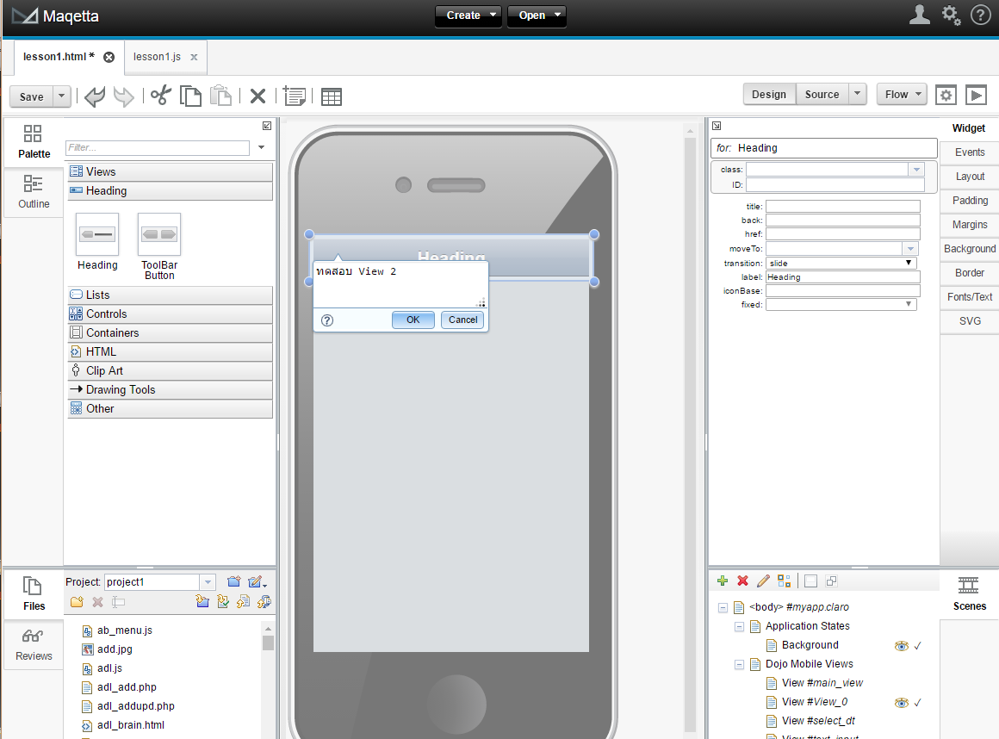 Maqetta
Create
Open
lesson1.html *
lesson1.js
Save
Design
Source
Flow
Palette
Outline
Filter...
Views
Heading
Heading
ToolBar
Button
Lists
Controls
Containers
HTML
Clip Art
Drawing Tools
Other
Heading
ทดสอบ View 2
OK
Cancel
for: Heading
class:
ID:
title:
back:
href:
moveTo:
transition: slide
label: Heading
iconBase:
fixed:
Widget
Events
Layout
Padding
Margins
Background
Border
Fonts/Text
SVG
Files
Reviews
Project: project1
ab_menu.js
add.jpg
adl.js
adl_add.php
adl_addupd.php
adl_brain.html
<body> #myapp.claro
Application States
Background
Dojo Mobile Views
View #main_view
View #View_0
View #select_dt
View #text_input
Scenes